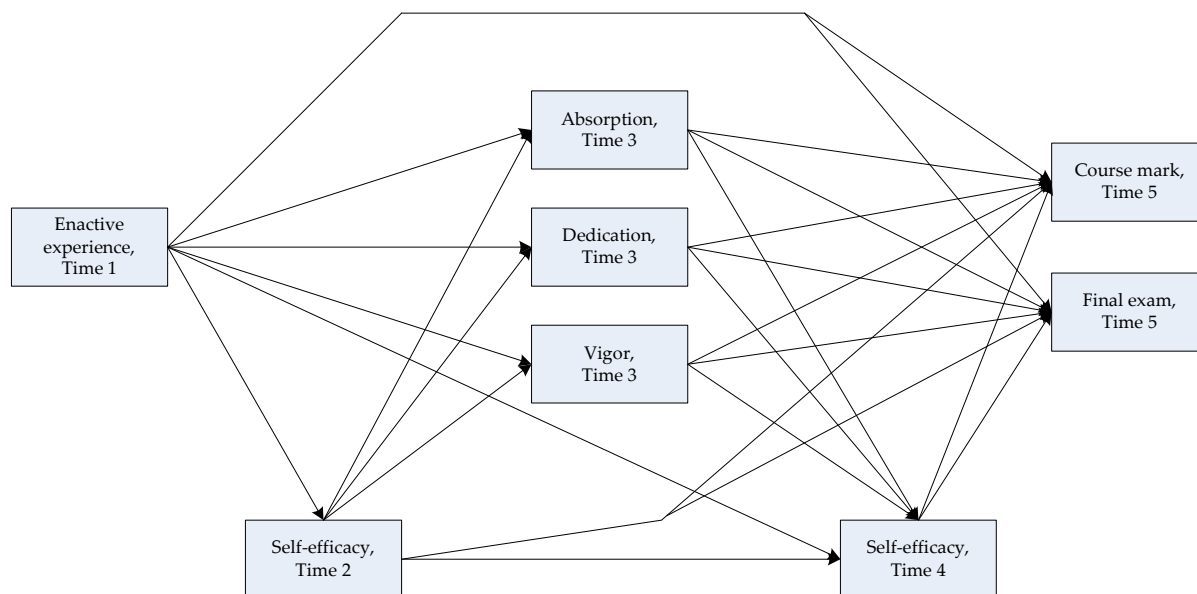 Absorption,
Time 3
Course mark,
Time 5
Enactive
experience,
Time 1
Dedication,
Time 3
Final exam,
Time 5
Vigor,
Time 3
Self-efficacy,
Time 2
Self-efficacy,
Time 4